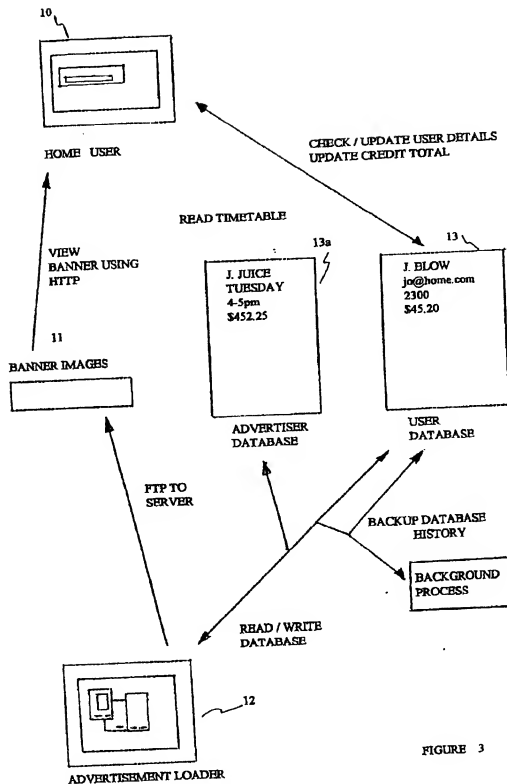 10
HOME USER
CHECK / UPDATE USER DETAILS
UPDATE CREDIT TOTAL
READ TIMETABLE
VIEW
BANNER USING
HTTP
13a
13
J. JUICE
TUESDAY
4-5pm
$452.25
J. BLOW
jo@home.com
2300
$45.20
11
BANNER IMAGES
ADVERTISER
DATABASE
USER
DATABASE
FTP TO
SERVER
BACKUP DATABASE
HISTORY
BACKGROUND
PROCESS
READ / WRITE
DATABASE
12
ADVERTISEMENT LOADER
FIGURE 3